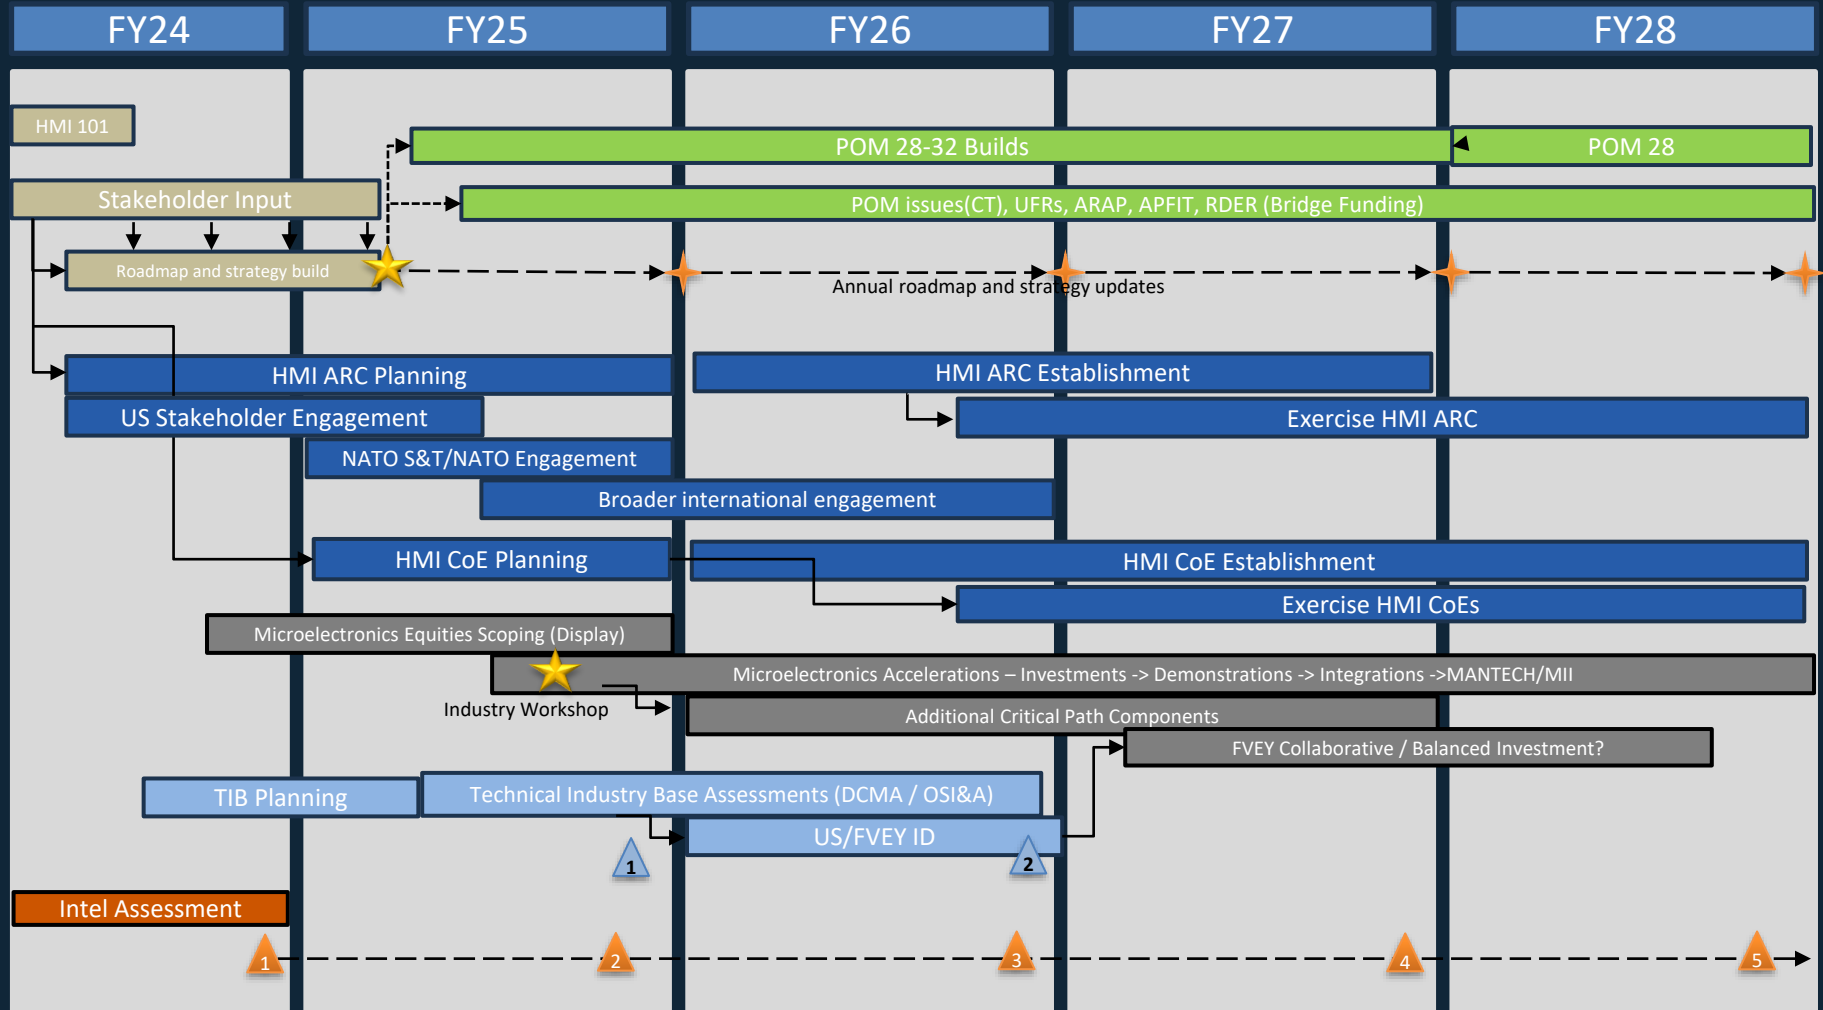 FY24
FY25
FY26
FY27
FY28
HMI 101
POM 28-32 Builds
POM 28
Stakeholder Input
POM issues(CT), UFRs, ARAP, APFIT, RDER (Bridge Funding)
Roadmap and strategy build
Annual roadmap and strategy updates
HMI ARC Planning
HMI ARC Establishment
US Stakeholder Engagement
Exercise HMI ARC
NATO S&T/NATO Engagement
Broader international engagement
HMI CoE Planning
HMI CoE Establishment
Exercise HMI CoEs
Microelectronics Equities Scoping (Display)
Microelectronics Accelerations – Investments -> Demonstrations -> Integrations ->MANTECH/MII
Industry Workshop
Additional Critical Path Components
FVEY Collaborative / Balanced Investment?
TIB Planning
Technical Industry Base Assessments (DCMA / OSI&A)
US/FVEY ID
1
2
Intel Assessment
1
2
3
4
5